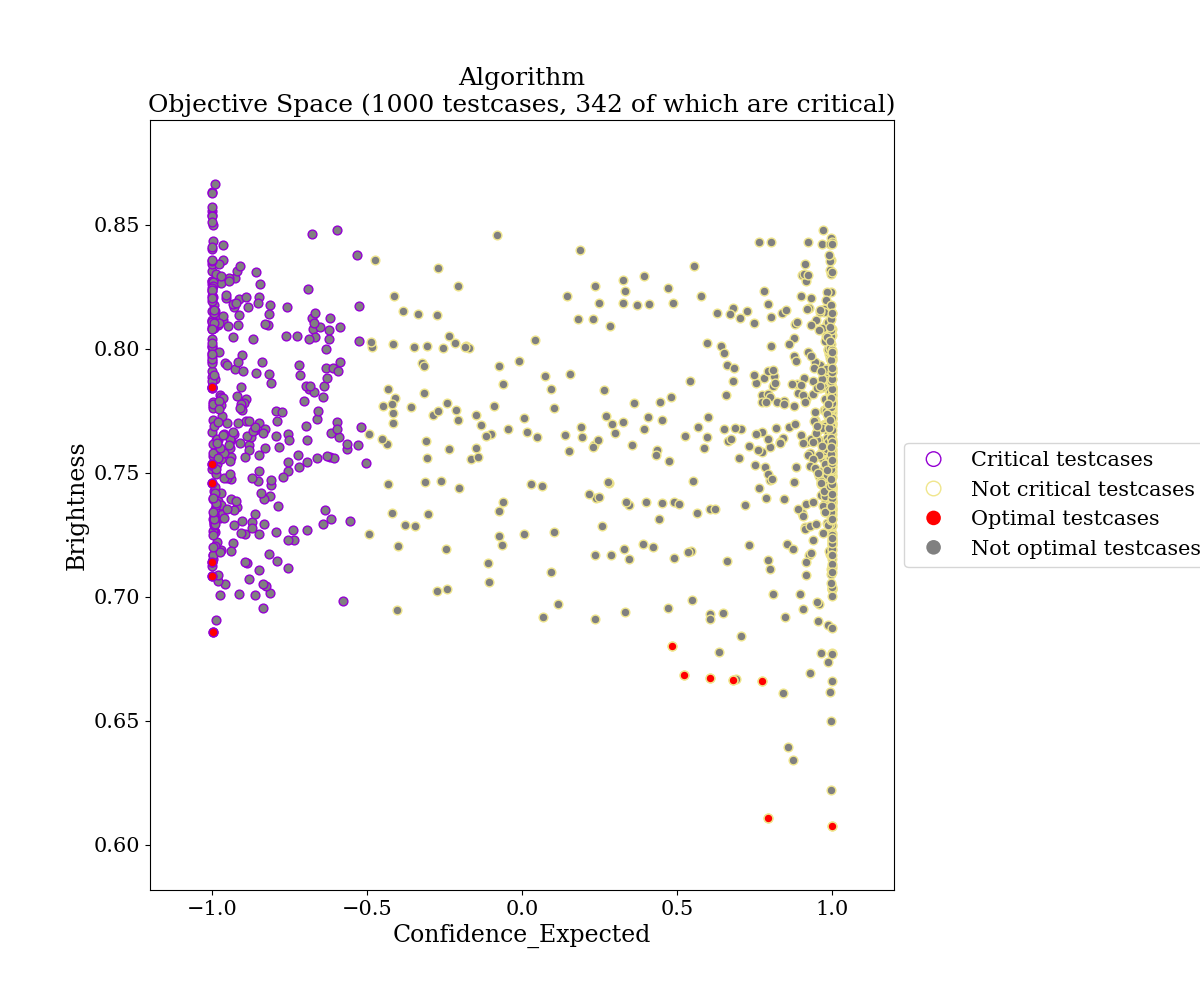 Algorithm
Objective Space (1000 testcases, 342 of which are critical)
Brightness
0.85
0.80
0.75
0.70
0.65
0.60
−1.0
−0.5
0.0
0.5
1.0
Confidence_Expected
Critical testcases
Not critical testcases
Optimal testcases
Not optimal testcases